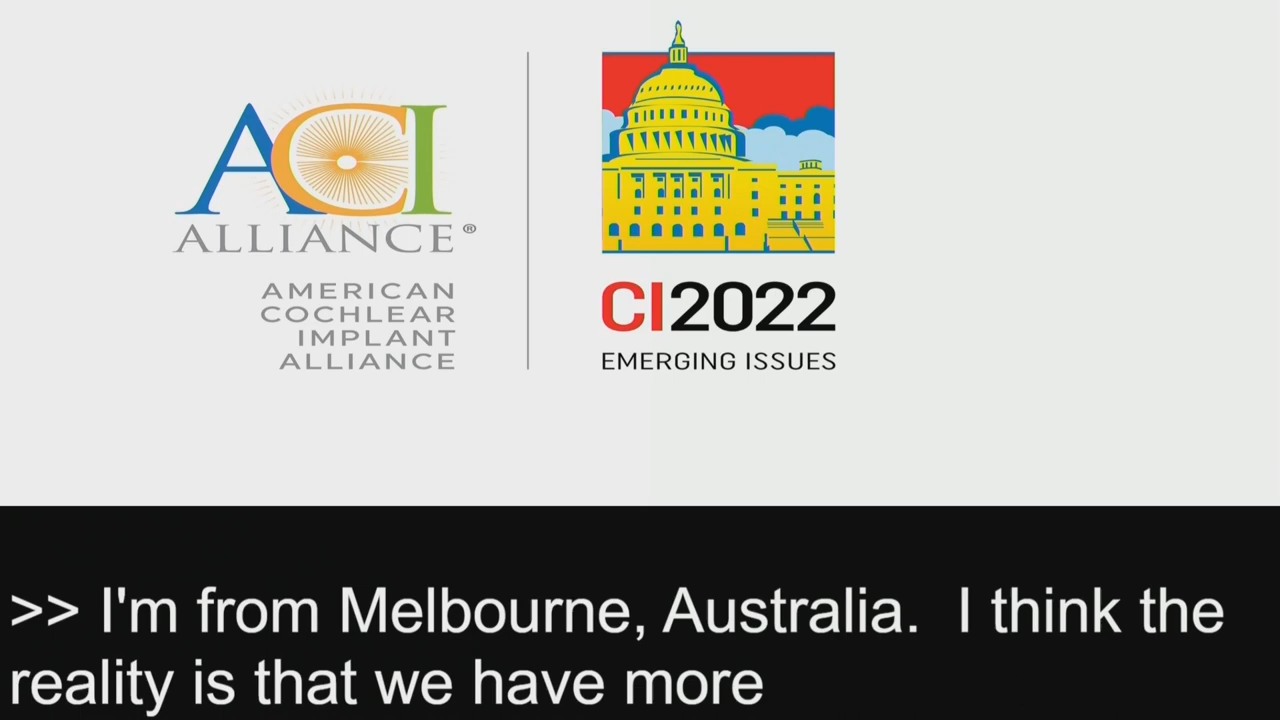 ACI
ALLIANCE®
AMERICAN
COCHLEAR
IMPLANT
ALLIANCE
CI2022
EMERGING ISSUES
>> I'm from Melbourne, Australia.  I think the
reality is that we have more